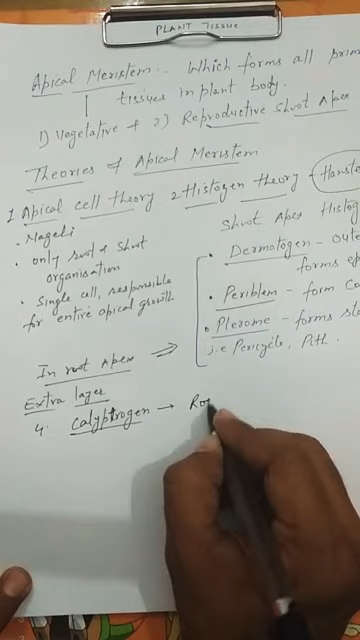 PLANT TISSUE
Apical Meristem.. Which forms all prim
tissues in plant body.
1) Vegetative & 2) Reproductive Shoot Apex
Theories of Apical Meristem
1 Apical cell theory
• Nageli
• only root & shoot
organisation
• Single cell, responsible
for entire apical growth
2 Histogen theory - Hanste
Shoot Apex Histog
• Dermatogen - oute
forms ep
• Periblem - form Co
• Plerome - forms ste
i.e Pericycle, Pith.
In root Apex
Extra layer
4. Calyptrogen → Ro